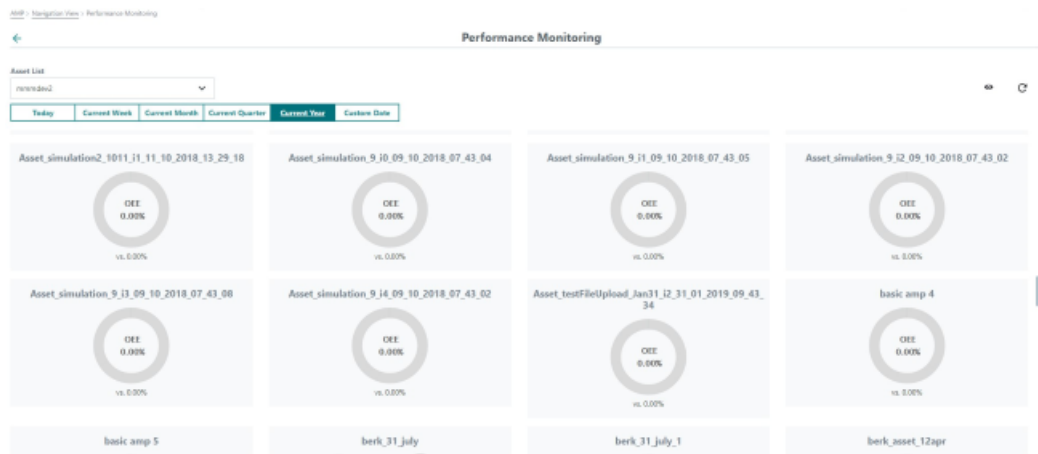 AMP > Navigation View > Performance Monitoring
Performance Monitoring
Asset List
mmmdev2
Today Current Week Current Month Current Quarter Current Year Custom Date
Asset_simulation2_1011_i1_11_10_2018_13_29_18
Asset_simulation_9_i0_09_10_2018_07_43_04
Asset_simulation_9_i1_09_10_2018_07_43_05
Asset_simulation_9_i2_09_10_2018_07_43_02
OEE
0.00%
vs. 0.00%
OEE
0.00%
vs. 0.00%
OEE
0.00%
vs. 0.00%
OEE
0.00%
vs. 0.00%
Asset_simulation_9_i3_09_10_2018_07_43_08
Asset_simulation_9_i4_09_10_2018_07_43_02
Asset_testFileUpload_Jan31_i2_31_01_2019_09_43_
34
basic amp 4
OEE
0.00%
vs. 0.00%
OEE
0.00%
vs. 0.00%
OEE
0.00%
vs. 0.00%
OEE
0.00%
vs. 0.00%
basic amp 5
berk_31_july
berk_31_july_1
berk_asset_12apr